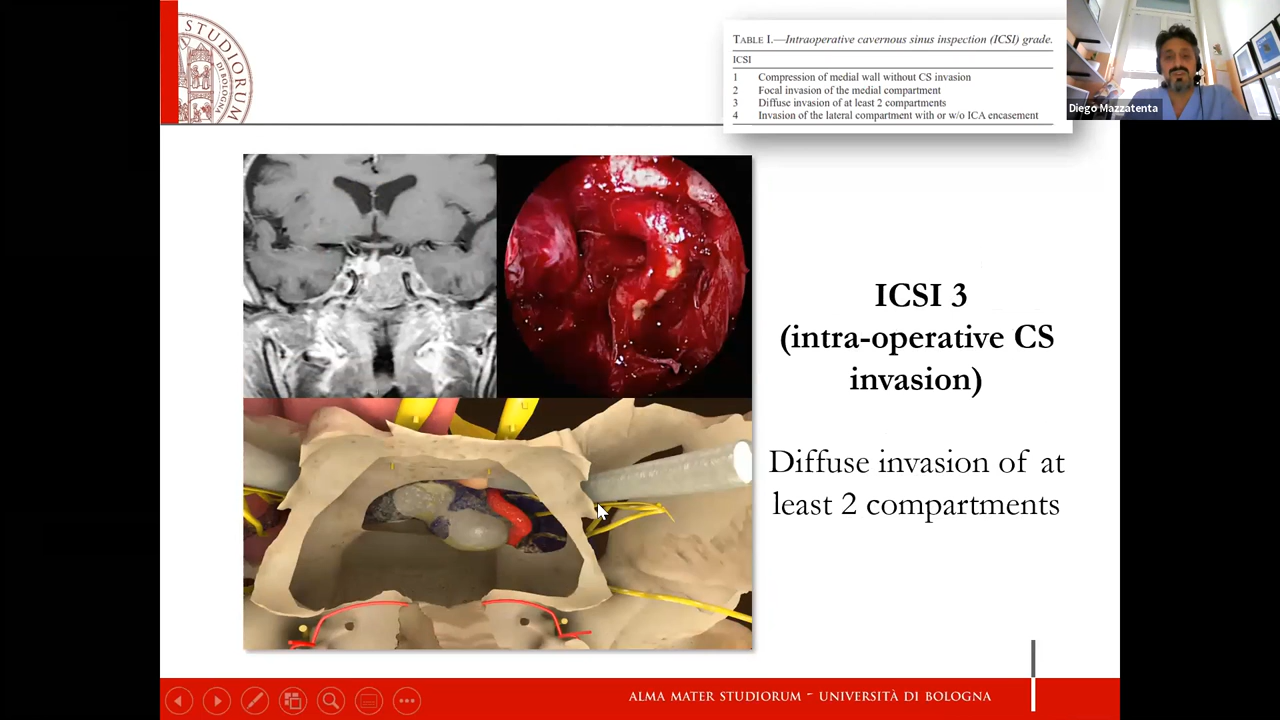 STUDIORUM
DI BOLOGNA
TABLE I.—Intraoperative cavernous sinus inspection (ICSI) grade.
ICSI
1 Compression of medial wall without CS invasion
2 Focal invasion of the medial compartment
3 Diffuse invasion of at least 2 compartments
4 Invasion of the lateral compartment with or w/o ICA encasement
Diego Mazzatenta
ICSI 3
(intra-operative CS
invasion)
Diffuse invasion of at
least 2 compartments
ALMA MATER STUDIORUM ~ UNIVERSITÀ DI BOLOGNA